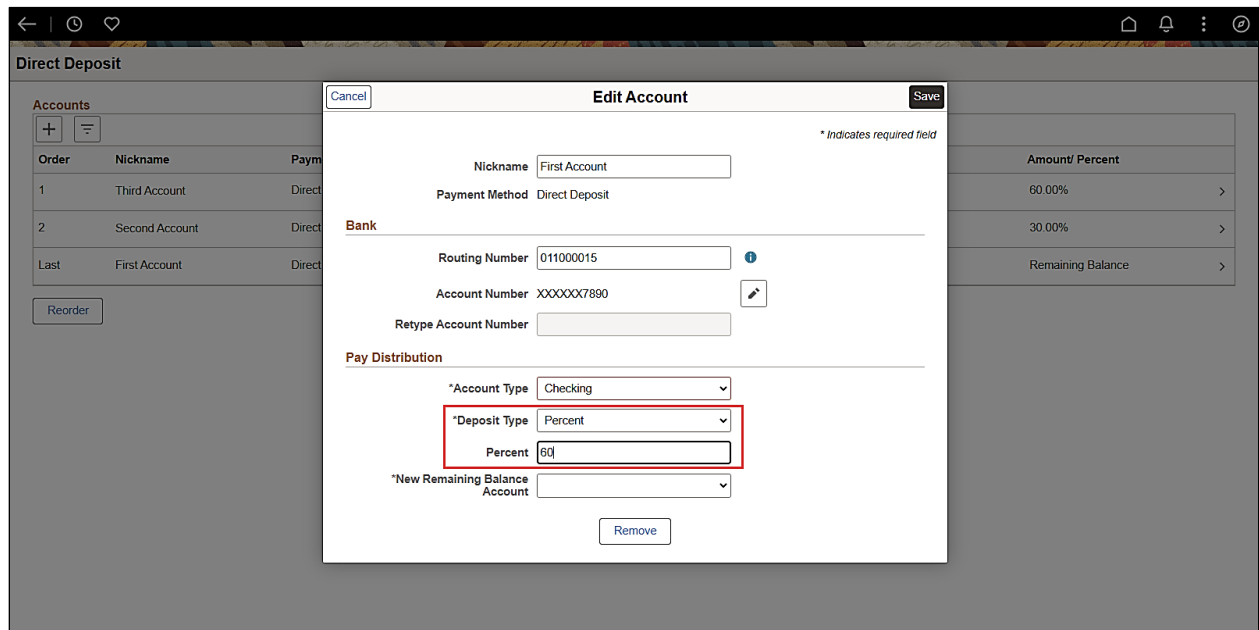 Direct Deposit
Accounts
Order Nickname Paym Amount/ Percent
1 Third Account Direct 60.00%
2 Second Account Direct 30.00%
Last First Account Direct Remaining Balance
Reorder
Cancel Edit Account Save
* Indicates required field
Nickname First Account
Payment Method Direct Deposit
Bank
Routing Number 011000015
Account Number XXXXXX7890
Retype Account Number
Pay Distribution
*Account Type Checking
*Deposit Type Percent
Percent 60
*New Remaining Balance
Account
Remove